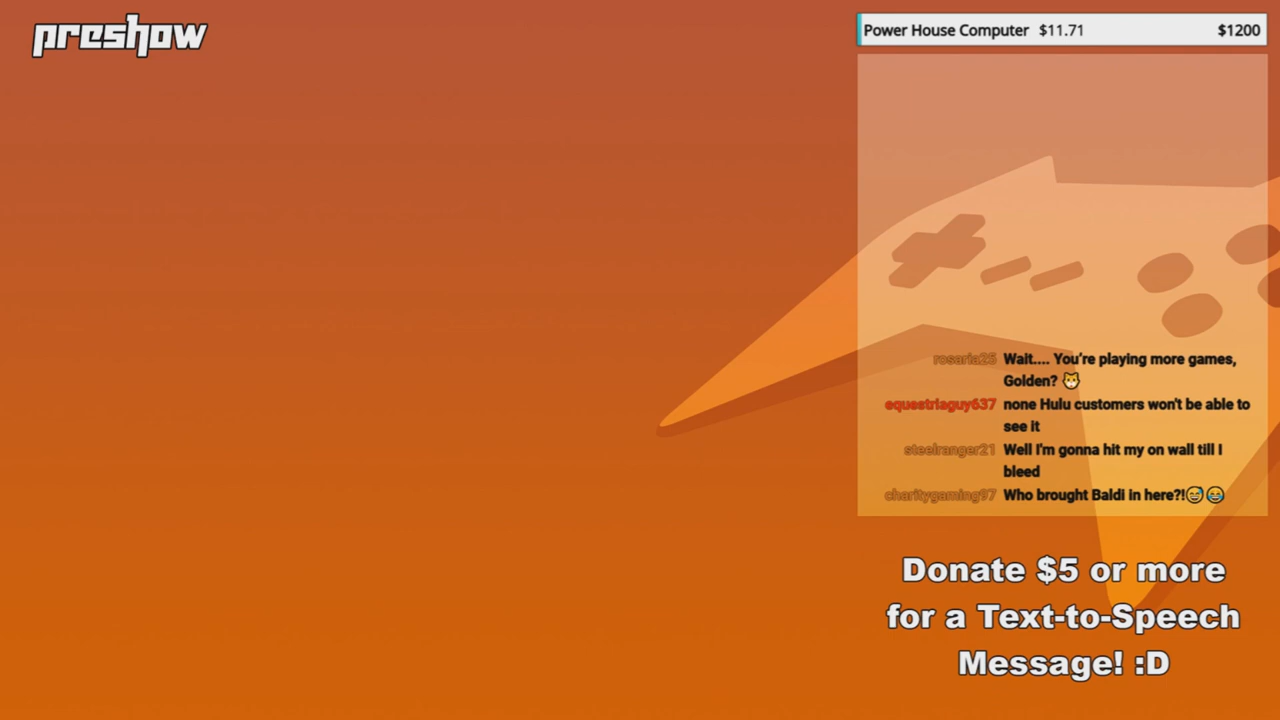 preshow
Power House Computer $11.71 $1200
rosaria25 Wait.... You're playing more games,
Golden? 🐱
equestriaguy637 none Hulu customers won't be able to
see it
steelranger21 Well I'm gonna hit my on wall till I
bleed
charitygaming97 Who brought Baldi in here?!😅😂
Donate $5 or more
for a Text-to-Speech
Message! :D